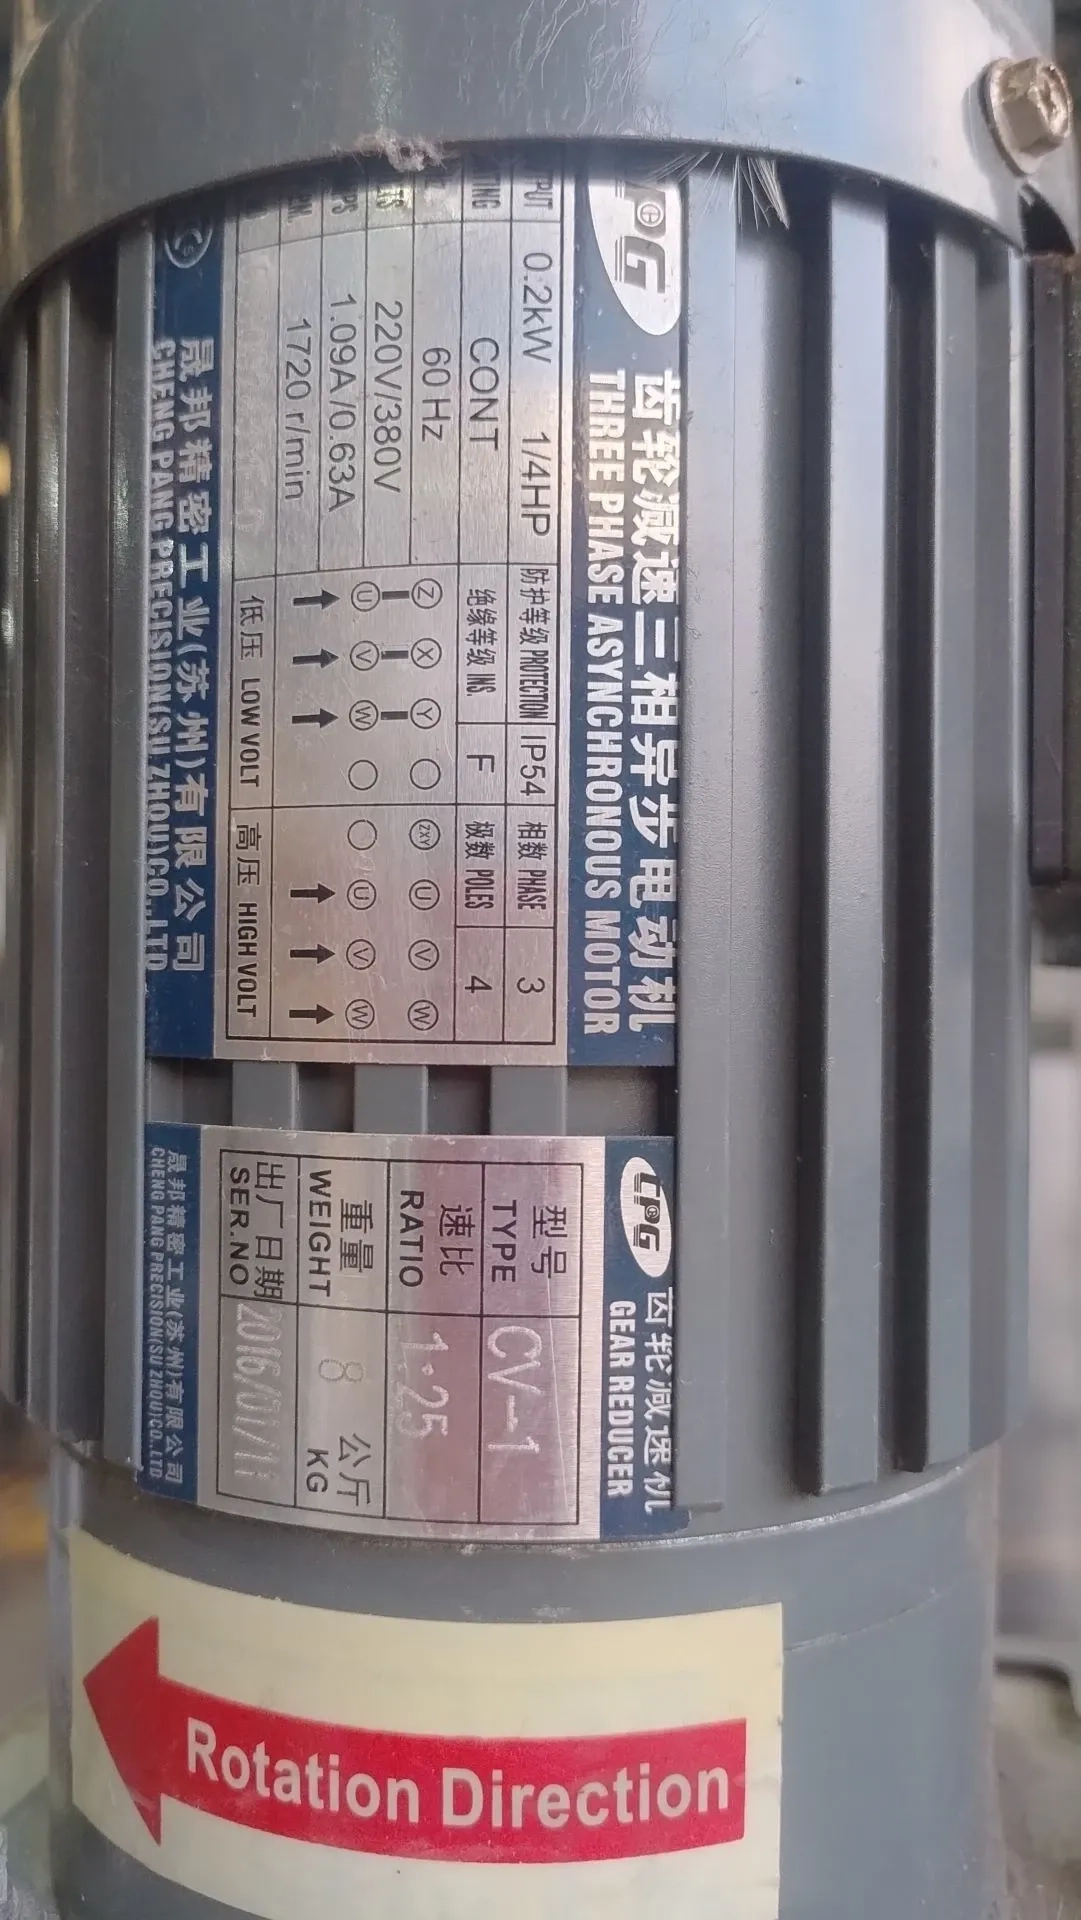 CPG
齿轮减速三相异步电动机
THREE PHASE ASYNCHRONOUS MOTOR
0.2kW 1/4HP 防护等级 PROTECTION IP54 相数 PHASE 3
CONT 绝缘等级 INS. F 极数 POLES 4
60 Hz
220V/380V
1.09A/0.63A
1720 r/min
Z X Y ZXY U V W
U V W U V W
低压 LOW VOLT 高压 HIGH VOLT
晟邦精密工业(苏州)有限公司
CHENG PANG PRECISION(SU ZHOU)CO.,LTD
CPG 齿轮减速机
GEAR REDUCER
型号
TYPE CV-1
速比
RATIO 1:25
重量
WEIGHT 8 公斤
KG
出厂日期
SER.NO
晟邦精密工业(苏州)有限公司
CHENG PANG PRECISION(SU ZHOU)CO.,LTD
Rotation Direction